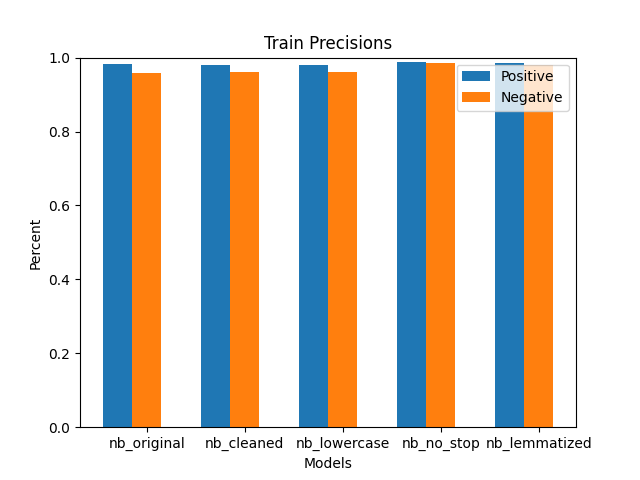 Train Precisions
Positive
Negative
Percent
1.0
0.8
0.6
0.4
0.2
0.0
nb_original nb_cleaned nb_lowercase nb_no_stop nb_lemmatized
Models